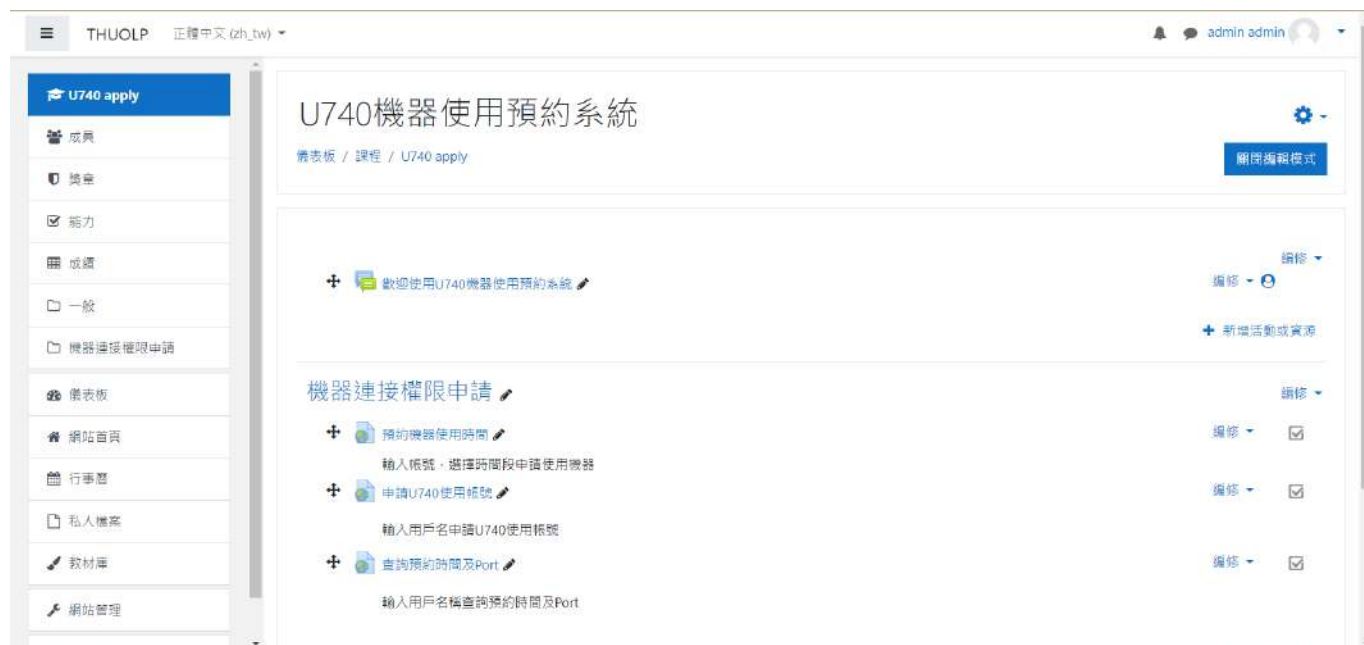 THUOLP 正體中文 (zh_tw)
admin admin
U740 apply
成員
獎章
能力
成績
一般
機器連接權限申請
儀表板
網站首頁
行事曆
私人檔案
教材庫
網站管理
U740機器使用預約系統
儀表板 / 課程 / U740 apply
關閉編輯模式
編修
歡迎使用U740機器使用預約系統
編修
新增活動或資源
機器連接權限申請
編修
預約機器使用時間
編修
輸入帳號，選擇時間段申請使用機器
申請U740使用帳號
編修
輸入用戶名申請U740使用帳號
查詢預約時間及Port
編修
輸入用戶名稱查詢預約時間及Port